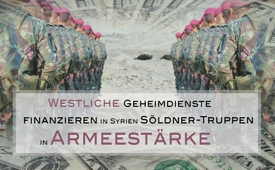 Westliche Geheimdienste
finanzieren in Syrien Söldner-Truppen
in Armeestärke